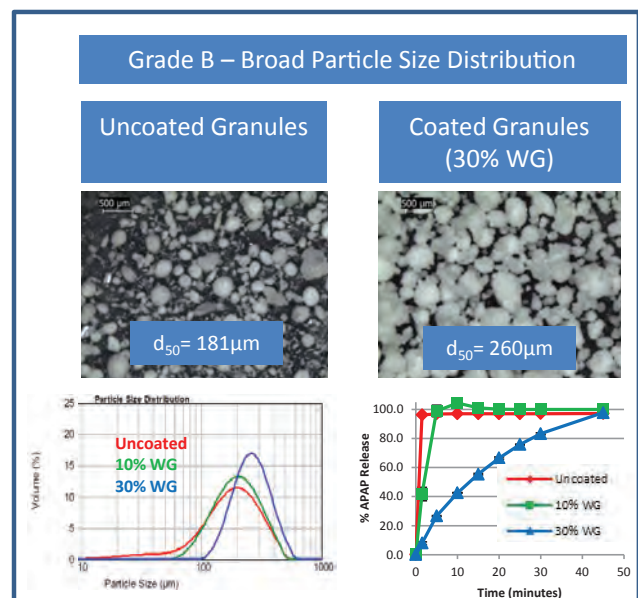 Grade B – Broad Particle Size Distribution
Uncoated Granules
Coated Granules
(30% WG)
500 µm
500 µm
d50= 181µm
d50= 260µm
Particle Size Distribution
25
20
15
10
5
0
Volume (%)
Uncoated
10% WG
30% WG
10
100
1000
Particle Size (µm)
100.0
80.0
60.0
40.0
20.0
0.0
% APAP Release
Uncoated
10% WG
30% WG
0 10 20 30 40 50
Time (minutes)